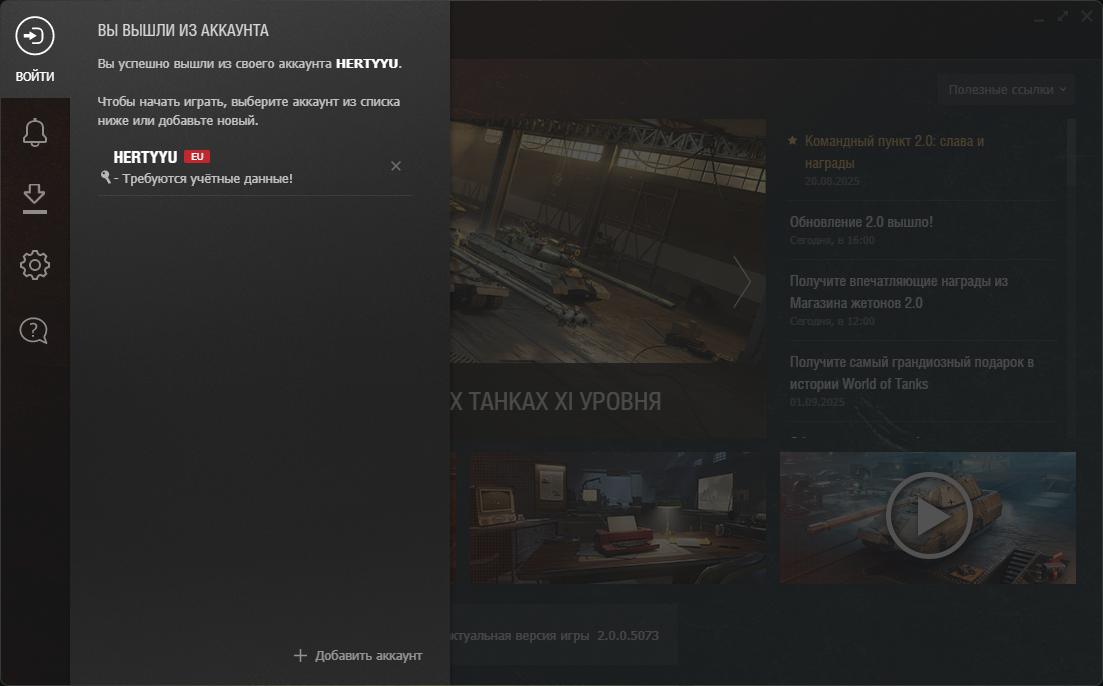 ВОЙТИ
ВЫ ВЫШЛИ ИЗ АККАУНТА
Вы успешно вышли из своего аккаунта HERTYYU.
Чтобы начать играть, выберите аккаунт из списка
ниже или добавьте новый.
HERTYYU EU
- Требуются учётные данные!
Добавить аккаунт
Полезные ссылки
Командный пункт 2.0: слава и
награды
20.08.2025
Обновление 2.0 вышло!
Сегодня, в 16:00
Получите впечатляющие награды из
Магазина жетонов 2.0
Сегодня, в 12:00
Получите самый грандиозный подарок в
истории World of Tanks
01.09.2025
Х ТАНКАХ XI УРОВНЯ
ктуальная версия игры 2.0.0.5073